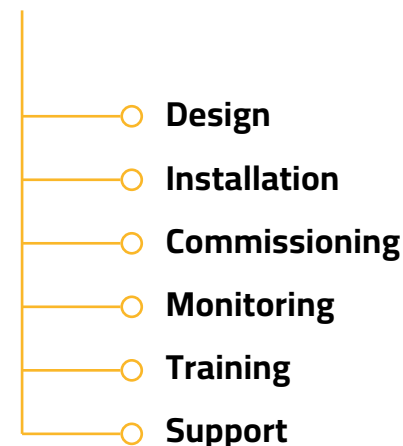 Design
Installation
Commissioning
Monitoring
Training
Support